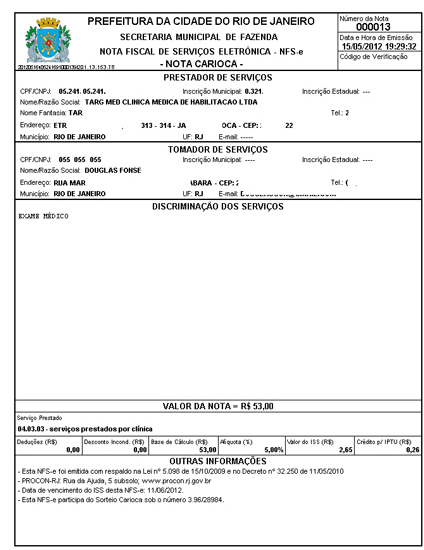 PREFEITURA DA CIDADE DO RIO DE JANEIRO
SECRETARIA MUNICIPAL DE FAZENDA
NOTA FISCAL DE SERVIÇOS ELETRÔNICA - NFS-e
- NOTA CARIOCA -
Número da Nota
000013
Data e Hora de Emissão
15/05/2012 19:29:32
Código de Verificação
PRESTADOR DE SERVIÇOS
CPF/CNPJ: 05.241.05.241. Inscrição Municipal: 0.321. Inscrição Estadual: ---
Nome/Razão Social: TARG MED CLINICA MEDICA DE HABILITACAO LTDA
Nome Fantasia: TAR Tel.: 2
Endereço: ETR 313 - 314 - JA OCA - CEP: 22
Município: RIO DE JANEIRO UF: RJ E-mail: -----
TOMADOR DE SERVIÇOS
CPF/CNPJ: 055 055 055 Inscrição Municipal: ---- Inscrição Estadual: ----
Nome/Razão Social: DOUGLAS FONSE
Endereço: RUA MAR BARA - CEP: 2 Tel.: (
Município: RIO DE JANEIRO UF: RJ E-mail:
DISCRIMINAÇÃO DOS SERVIÇOS
EXAME MÉDICO
VALOR DA NOTA = R$ 53,00
Serviço Prestado
04.03.03 - serviços prestados por clínica
Deduções (R$) Desconto Incond. (R$) Base de Cálculo (R$) Alíquota (%) Valor do ISS (R$) Crédito p/ IPTU (R$)
0,00 0,00 53,00 5,00% 2,65 0,26
OUTRAS INFORMAÇÕES
- Esta NFS-e foi emitida com respaldo na Lei nº 5.098 de 15/10/2009 e no Decreto nº 32.250 de 11/05/2010
- PROCON-RJ: Rua da Ajuda, 5 subsolo; www.procon.rj.gov.br
- Data de vencimento do ISS desta NFS-e: 11/06/2012.
- Esta NFS-e participa do Sorteio Carioca sob o número 3.96/28984.